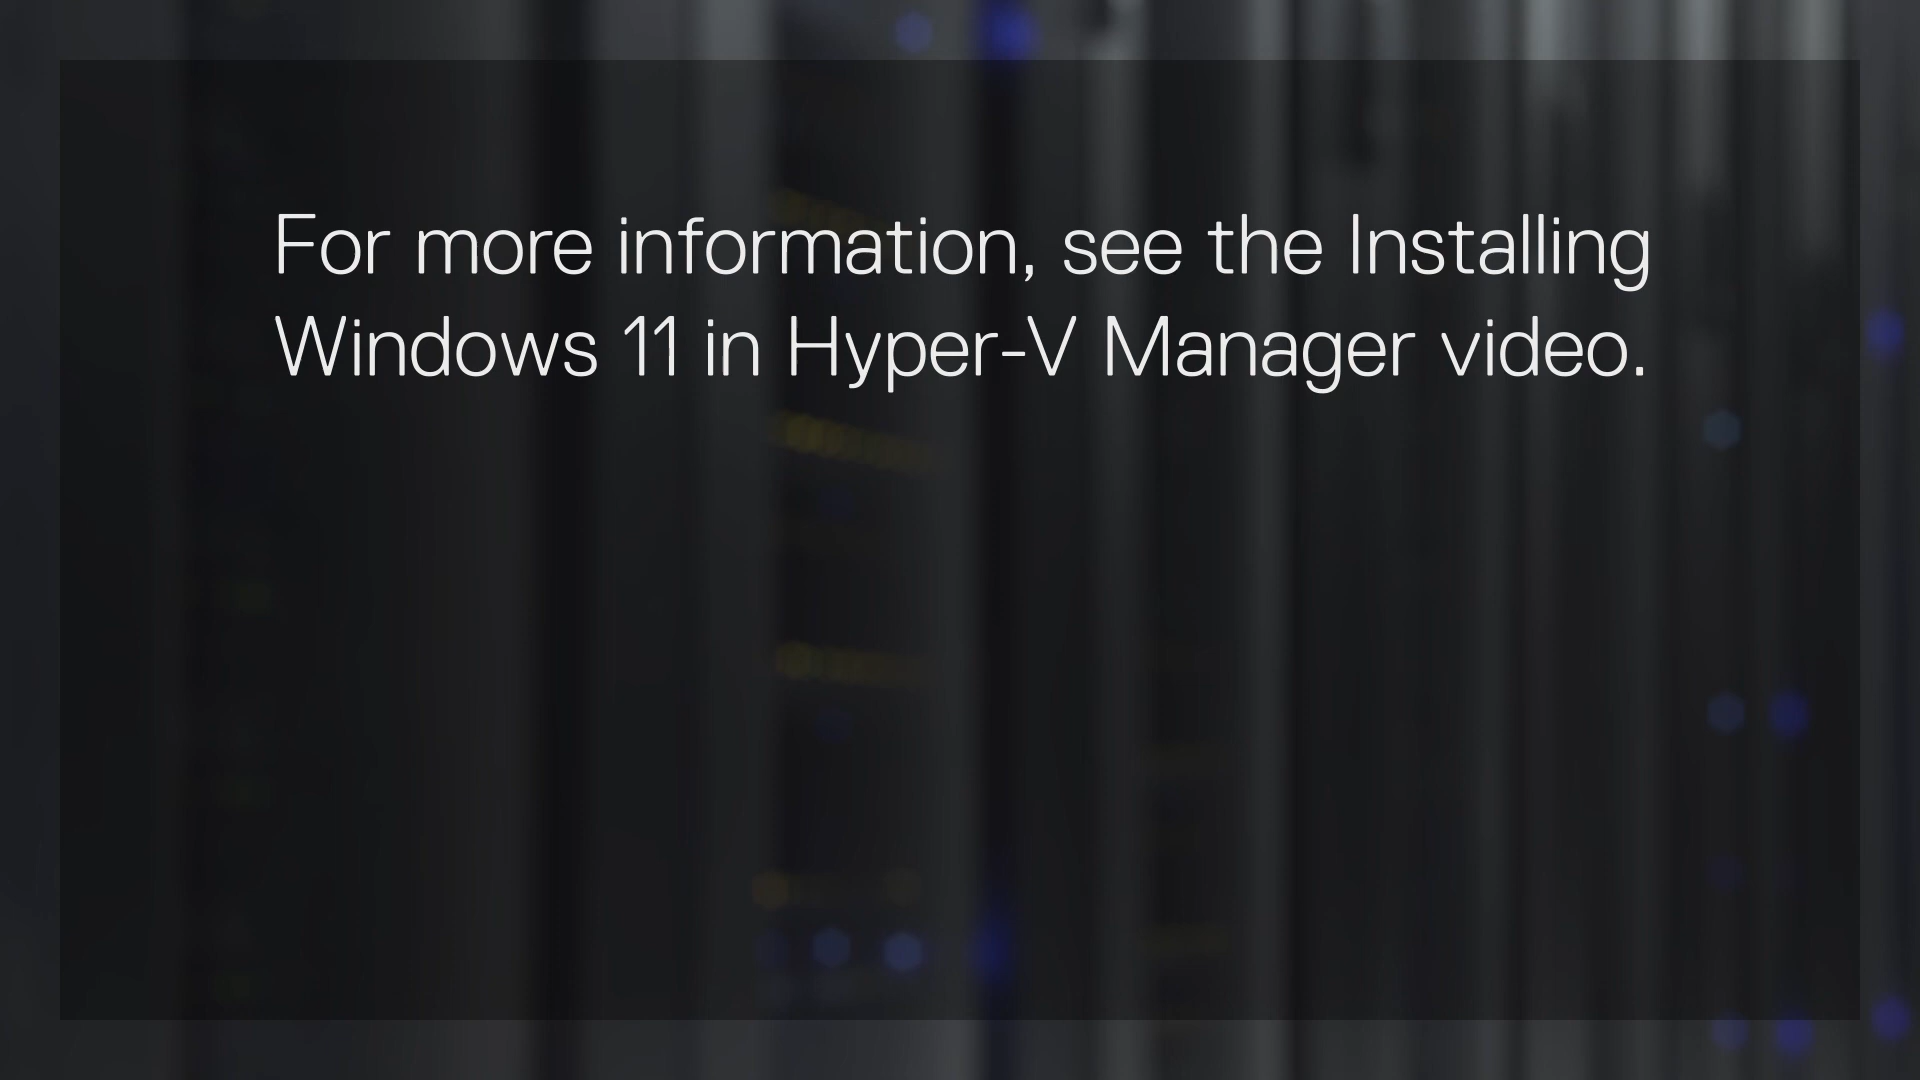 For more information, see the Installing
Windows 11 in Hyper-V Manager video.